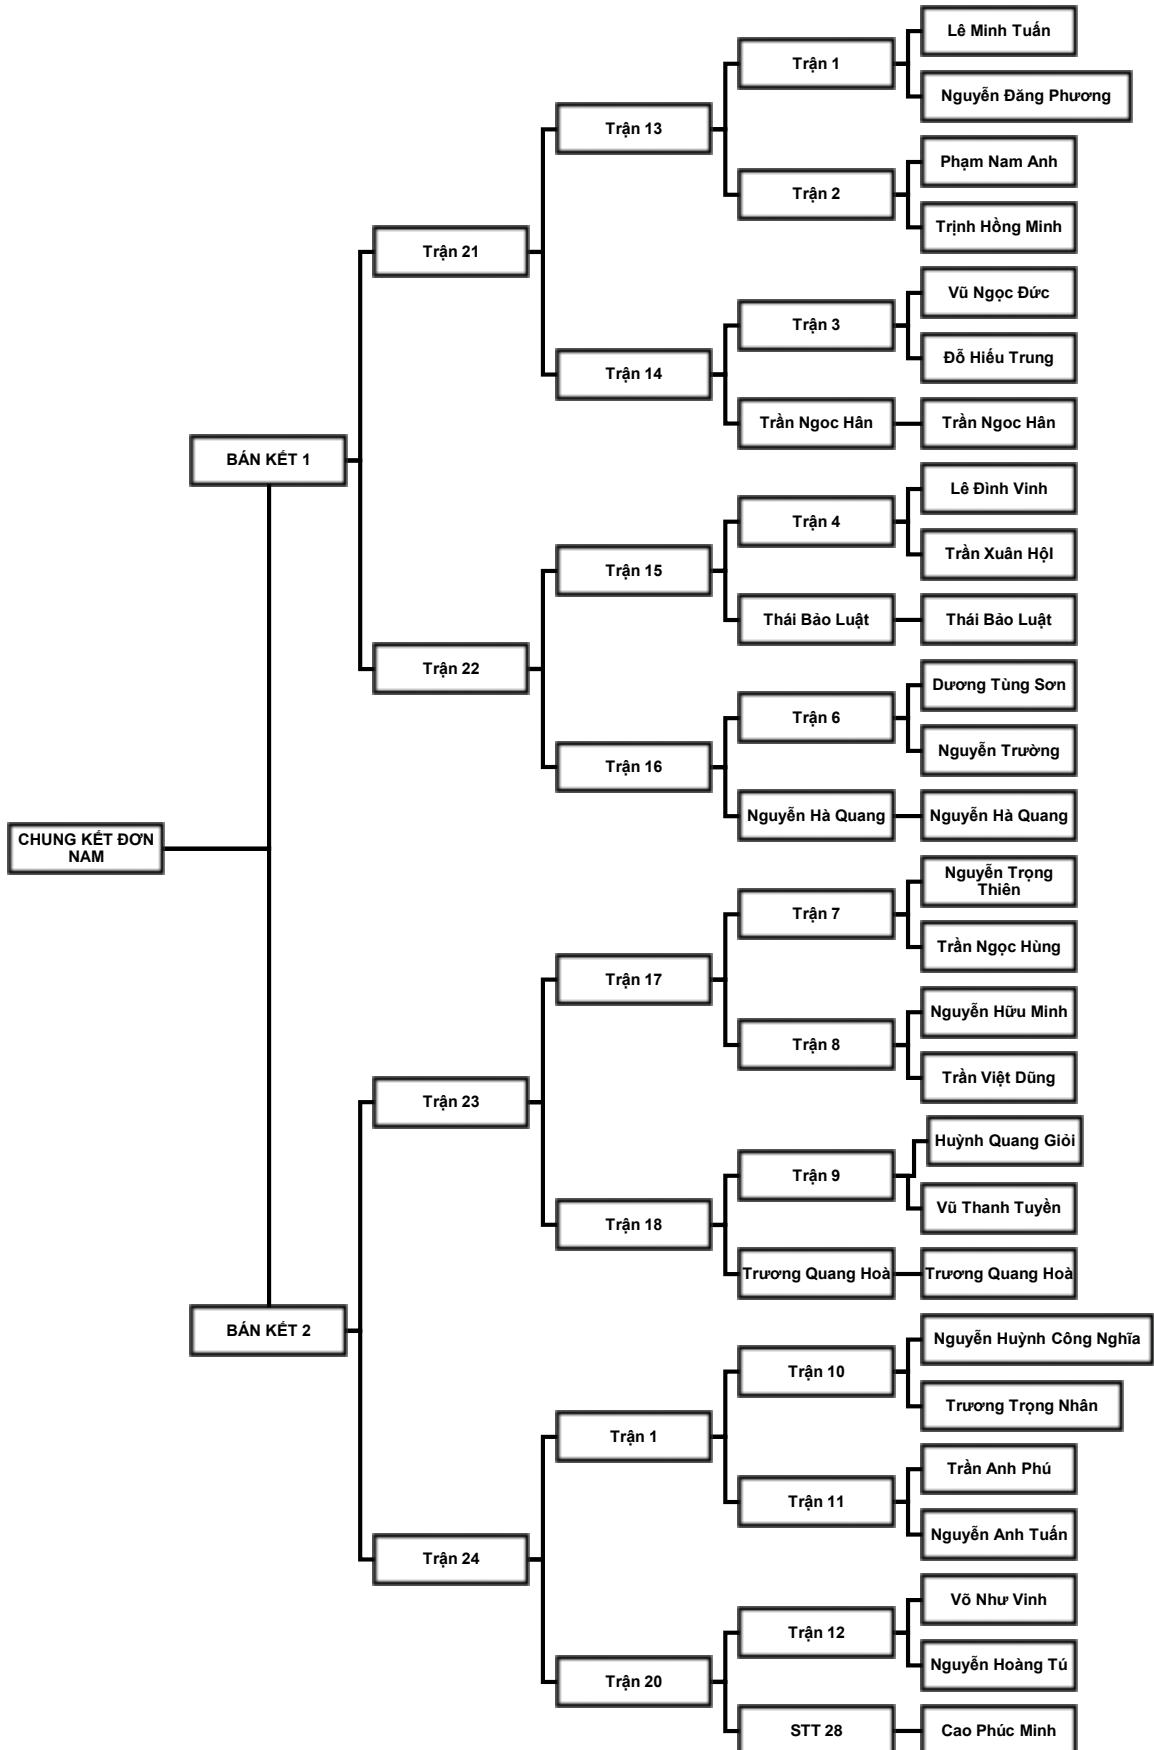 Lê Minh Tuấn
Trận 1
Nguyễn Đăng Phương
Trận 13
Phạm Nam Anh
Trận 2
Trịnh Hồng Minh
Trận 21
Vũ Ngọc Đức
Trận 3
Đỗ Hiếu Trung
Trận 14
Trần Ngoc Hân
Trần Ngoc Hân
BÁN KẾT 1
Lê Đình Vinh
Trận 4
Trần Xuân HộI
Trận 15
Thái Bảo Luật
Thái Bảo Luật
Trận 22
Dương Tùng Sơn
Trận 6
Nguyễn Trường
Trận 16
Nguyễn Hà Quang
Nguyễn Hà Quang
CHUNG KẾT ĐƠN
NAM
Nguyễn Trọng
Thiên
Trận 7
Trần Ngọc Hùng
Trận 17
Nguyễn Hữu Minh
Trận 8
Trần Việt Dũng
Trận 23
Huỳnh Quang Giỏi
Trận 9
Vũ Thanh Tuyền
Trận 18
Trương Quang Hoà
Trương Quang Hoà
BÁN KẾT 2
Nguyễn Huỳnh Công Nghĩa
Trận 10
Trương Trọng Nhân
Trận 1
Trần Anh Phú
Trận 11
Nguyễn Anh Tuấn
Trận 24
Võ Như Vinh
Trận 12
Nguyễn Hoàng Tú
Trận 20
STT 28
Cao Phúc Minh